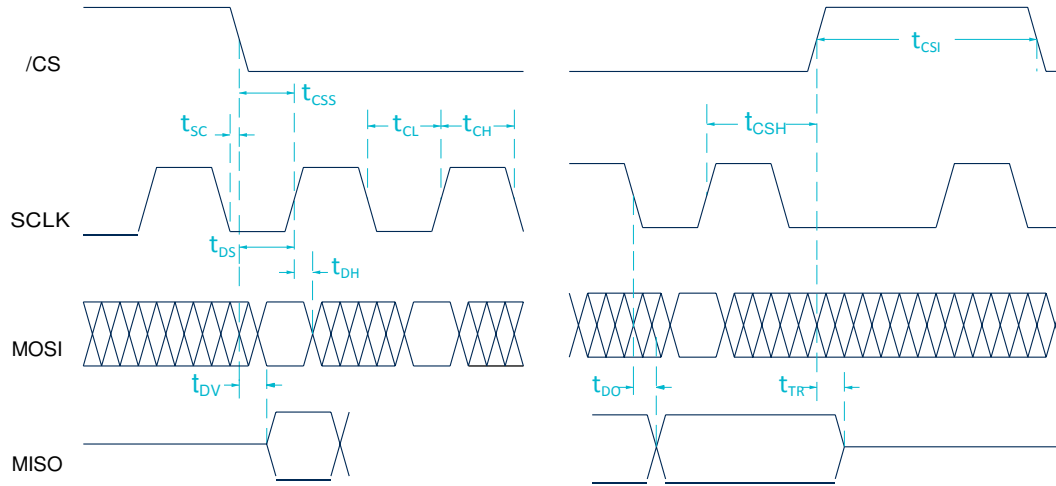 /CS
tCSI
tCSS
tSC
tCL
tCH
tCSH
SCLK
tDS
tDH
MOSI
tDV
tDO
tTR
MISO